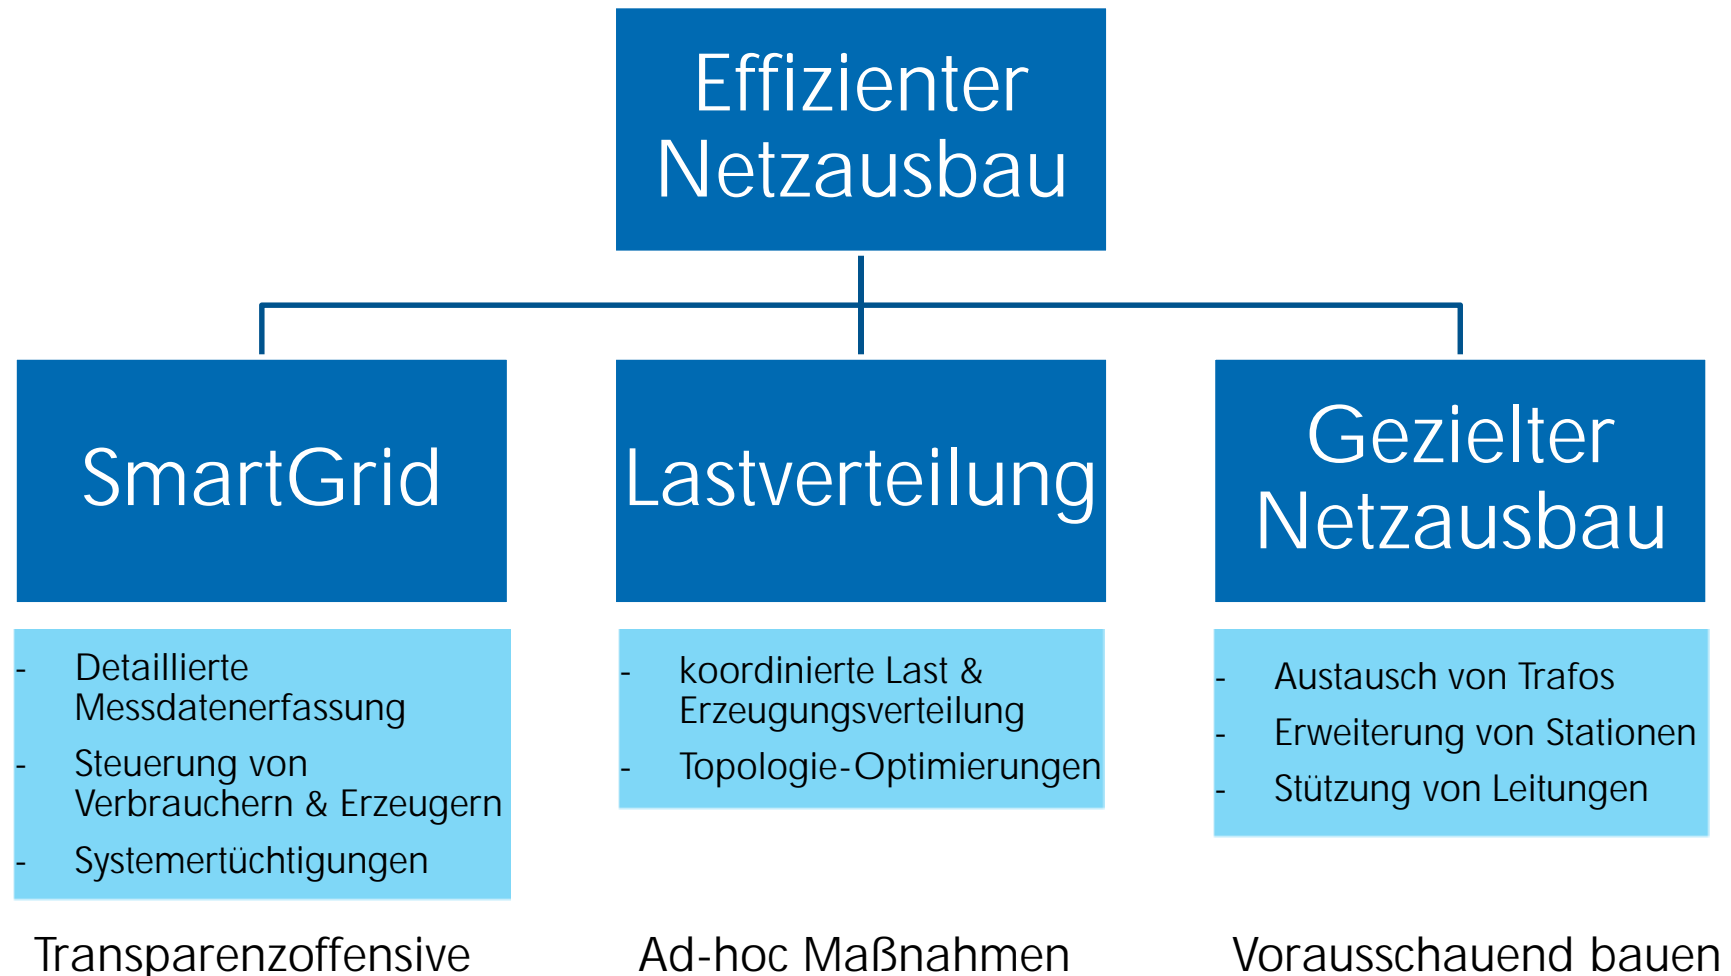 Effizienter
Netzausbau
SmartGrid
Lastverteilung
Gezielter
Netzausbau
- Detaillierte
Messdatenerfassung
- Steuerung von
Verbrauchern & Erzeugern
- Systemertüchtigungen
- koordinierte Last &
Erzeugungsverteilung
- Topologie-Optimierungen
- Austausch von Trafos
- Erweiterung von Stationen
- Stützung von Leitungen
Transparenzoffensive
Ad-hoc Maßnahmen
Vorausschauend bauen